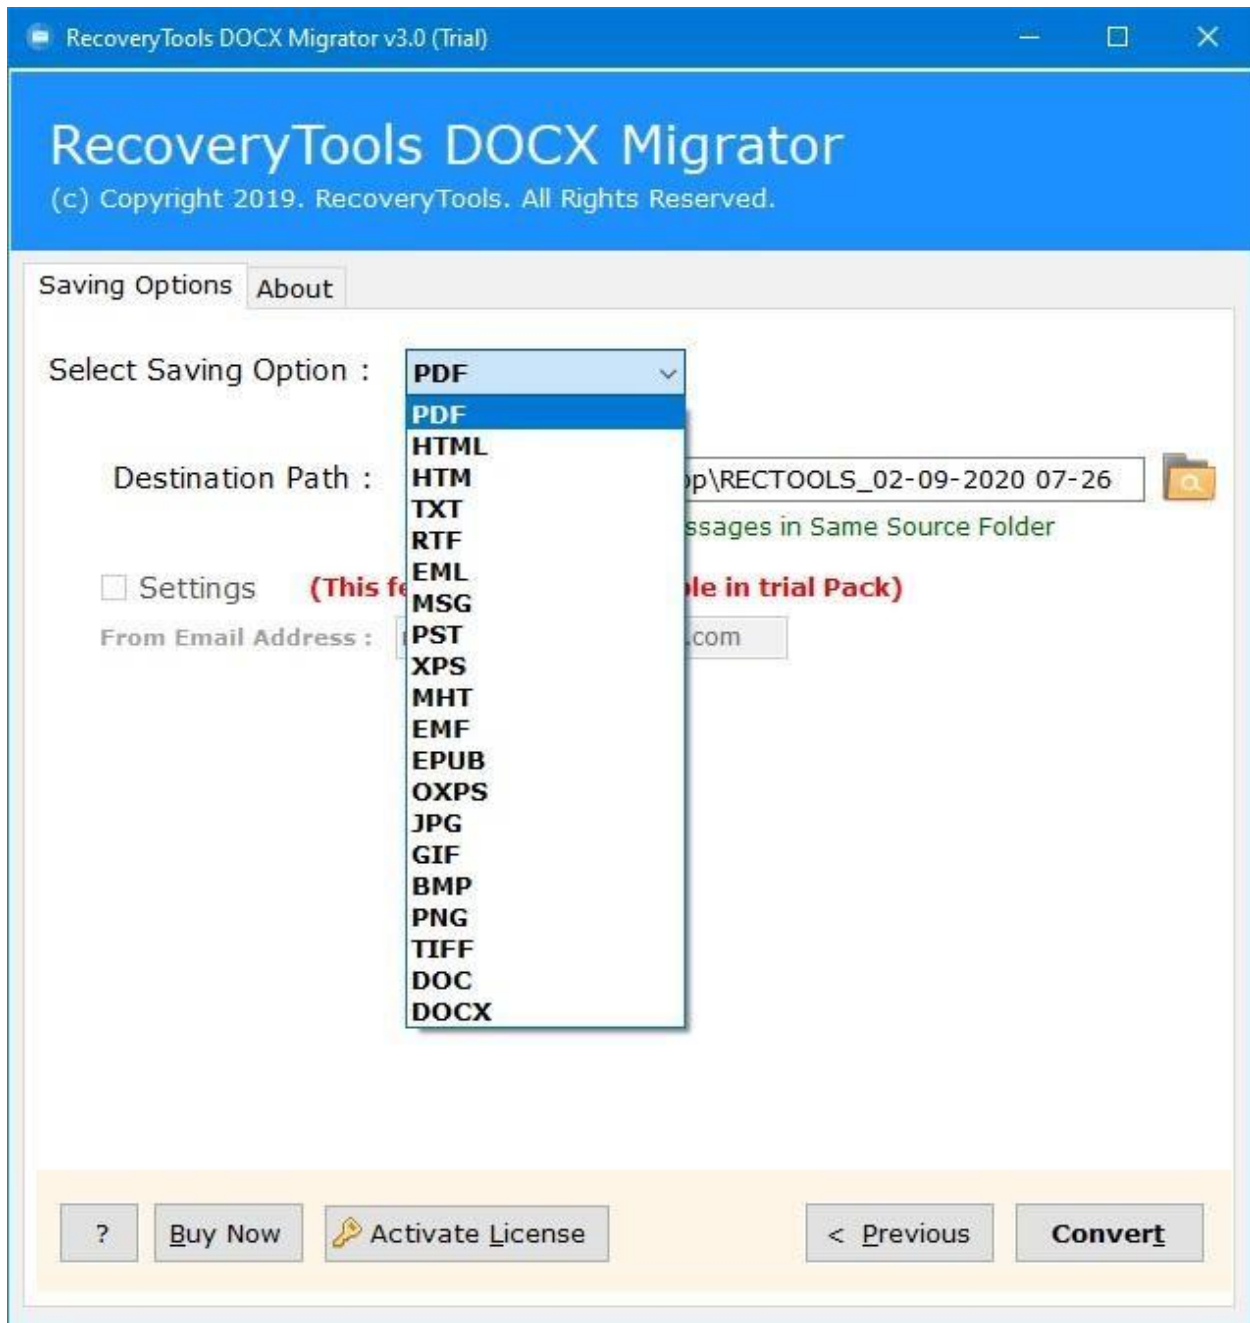 RecoveryTools DOCX Migrator v3.0 (Trial)
RecoveryTools DOCX Migrator
(c) Copyright 2019. RecoveryTools. All Rights Reserved.
Saving Options About
Select Saving Option : PDF
PDF
HTML
Destination Path : HTM p\RECTOOLS_02-09-2020 07-26
TXT
in Same Source Folder
RTF
EML
Settings (This in trial Pack)
MSG
From Email Address : PST .com
XPS
MHT
EMF
EPUB
OXPS
JPG
GIF
BMP
PNG
TIFF
DOC
DOCX
? Buy Now Activate License < Previous Convert